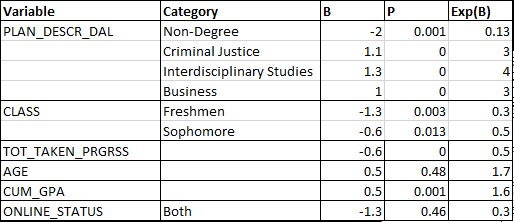 Variable Category B P Exp(B)
PLAN_DESCR_DAL Non-Degree -2 0.001 0.13
Criminal Justice 1.1 0 3
Interdisciplinary Studies 1.3 0 4
Business 1 0 3
CLASS Freshmen -1.3 0.003 0.3
Sophomore -0.6 0.013 0.5
TOT_TAKEN_PRGRSS -0.6 0 0.5
AGE 0.5 0.48 1.7
CUM_GPA 0.5 0.001 1.6
ONLINE_STATUS Both -1.3 0.46 0.3